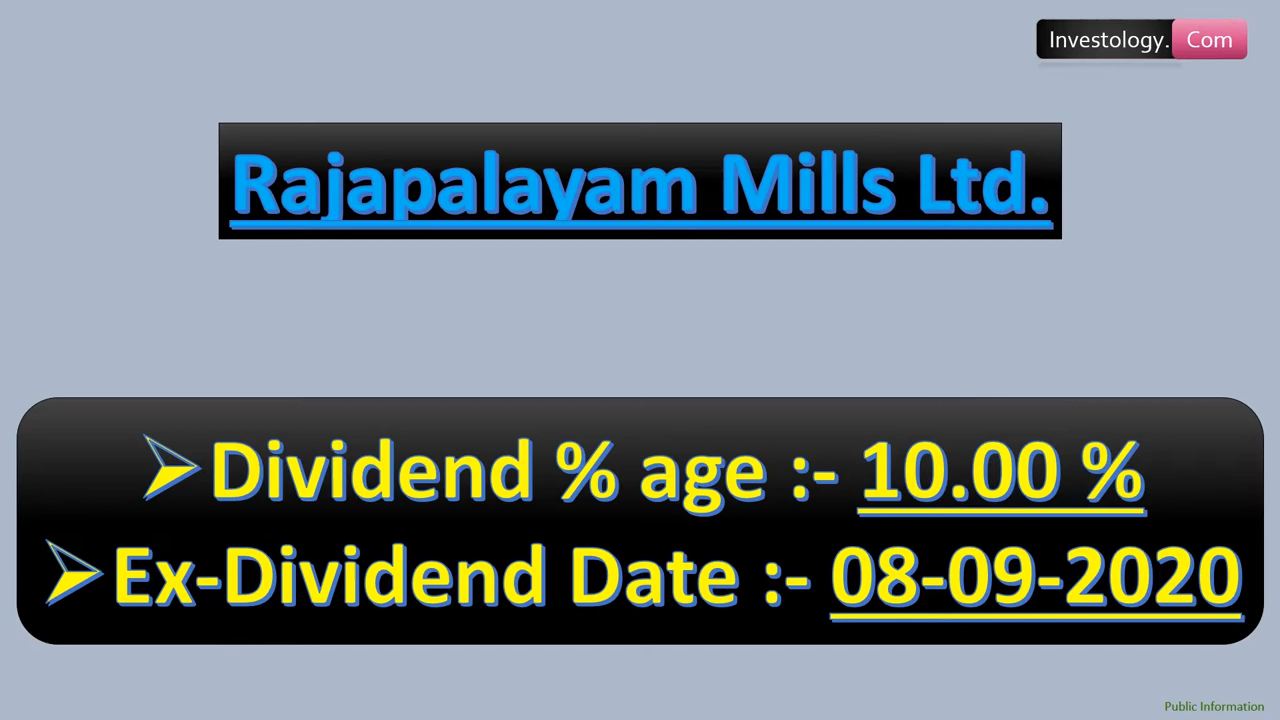 Investology. Com
Rajapalayam Mills Ltd.
➢Dividend % age :- 10.00 %
➢Ex-Dividend Date :- 08-09-2020
Public Information